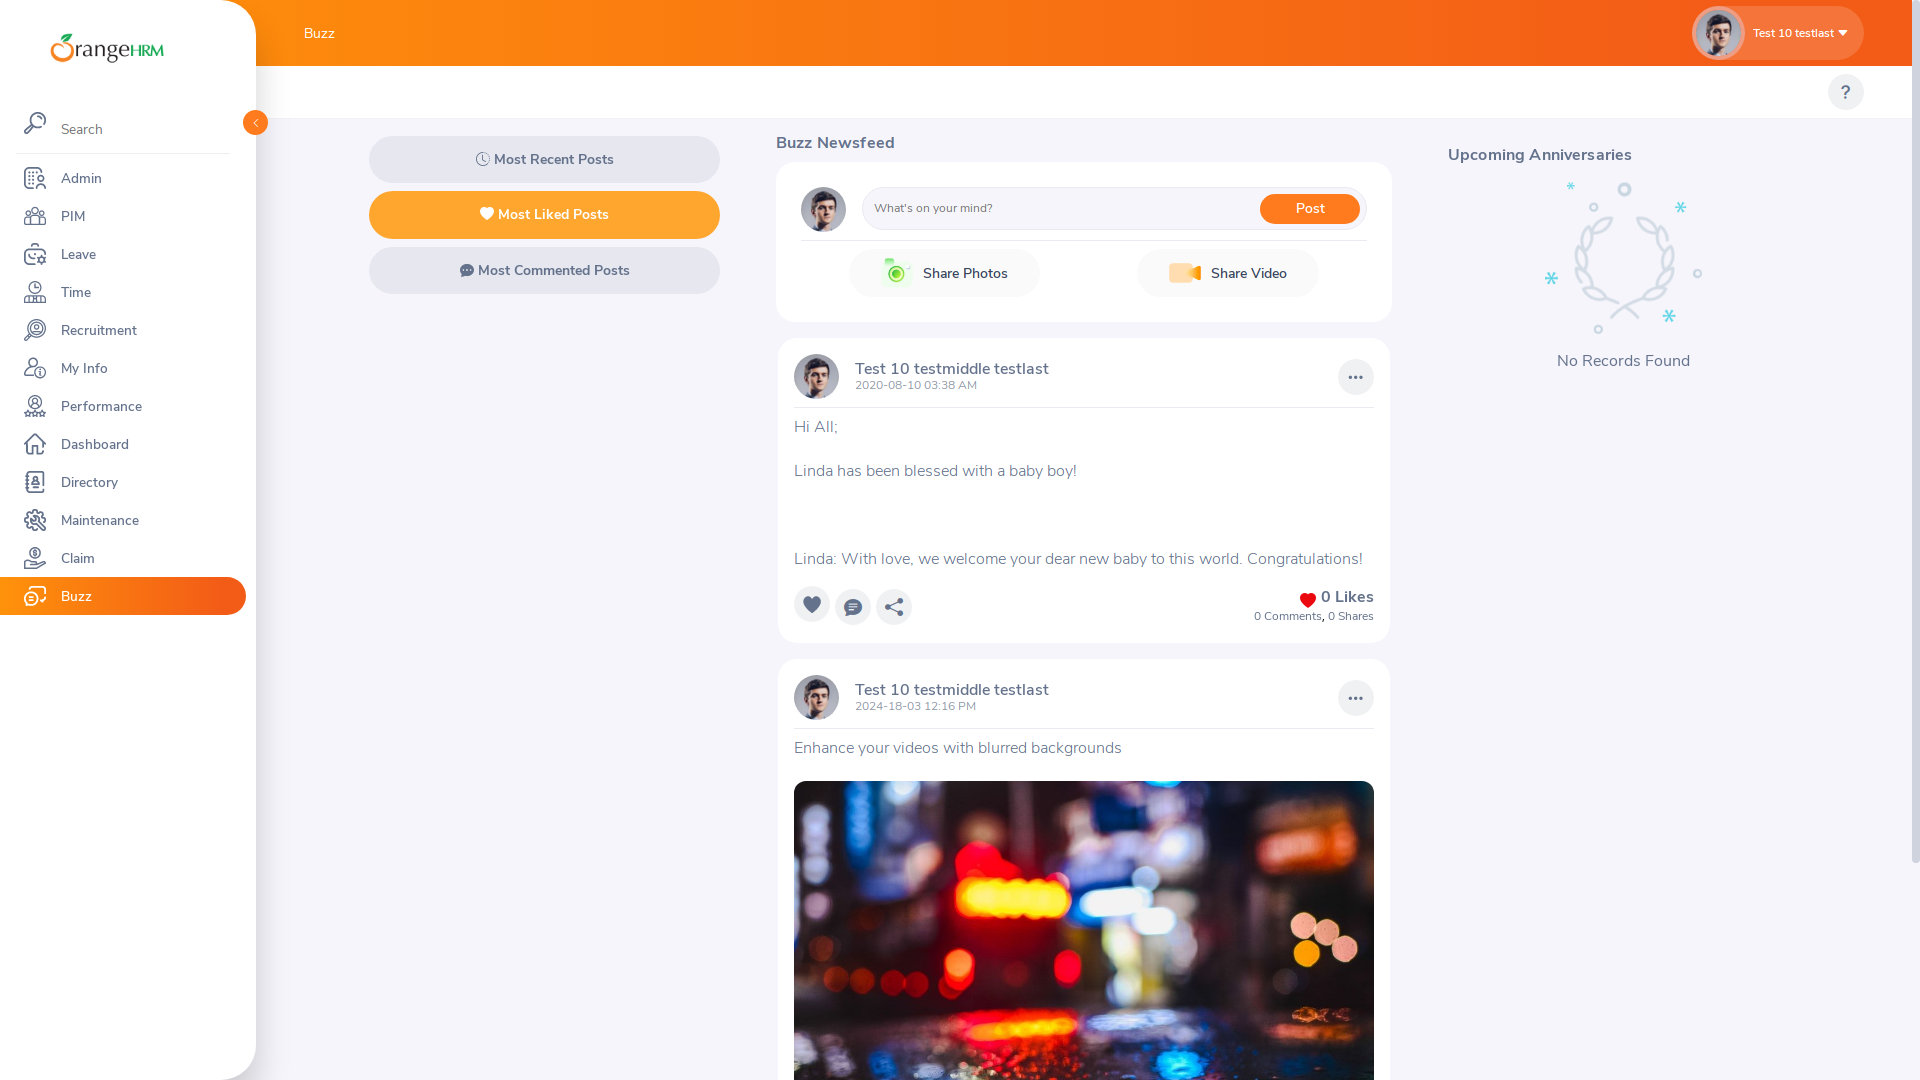 OrangeHRM
Search
Admin
PIM
Leave
Time
Recruitment
My Info
Performance
Dashboard
Directory
Maintenance
Claim
Buzz
Buzz
Test 10 testlast
?
Most Recent Posts
Most Liked Posts
Most Commented Posts
Buzz Newsfeed
What's on your mind?
Post
Share Photos
Share Video
Test 10 testmiddle testlast
2020-08-10 03:38 AM
Hi All;
Linda has been blessed with a baby boy!
Linda: With love, we welcome your dear new baby to this world. Congratulations!
0 Likes
0 Comments, 0 Shares
Test 10 testmiddle testlast
2024-18-03 12:16 PM
Enhance your videos with blurred backgrounds
Upcoming Anniversaries
No Records Found